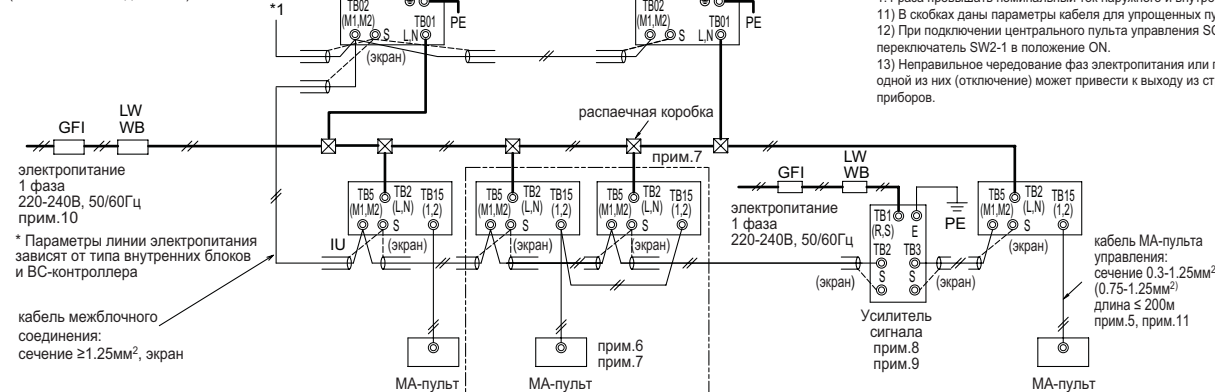 *1
TB02
(M1,M2)
S
TB01
L,N
PE
(экран)
TB02
(M1,M2)
S
TB01
L,N
PE
11) В скобках даны параметры кабеля для упрощенных
12) При подключении центрального пульта управления
переключатель SW2-1 в положение ON.
13) Неправильное чередование фаз электропитания или
одной из них (отключение) может привести к выходу из
приборов.
распаечная коробка
GFI
LW
WB
прим.7
электропитание
1 фаза
220-240В, 50/60Гц
прим.10
* Параметры линии электропитания
зависят от типа внутренних блоков
и ВС-контроллера
кабель межблочного
соединения:
сечение ≥1.25мм², экран
IU
TB5
(M1,M2)
TB2
(L,N)
TB15
(1,2)
S
(экран)
МА-пульт
TB5
(M1,M2)
TB2
(L,N)
TB15
(1,2)
S
(экран)
МА-пульт
прим.6
прим.7
TB5
(M1,M2)
TB2
(L,N)
TB15
(1,2)
S
(экран)
GFI
LW
WB
электропитание
1 фаза
220-240В, 50/60Гц
TB1
(R,S)
E
PE
TB2
TB3
S
S
(экран)
(экран)
Усилитель
сигнала
прим.8
прим.9
TB5
(M1,M2)
TB2
(L,N)
TB15
(1,2)
S
(экран)
МА-пульт
кабель МА-пульта
управления:
сечение 0.3-1.25мм²
(0.75-1.25мм²)
длина ≤ 200м
прим.5, прим.11